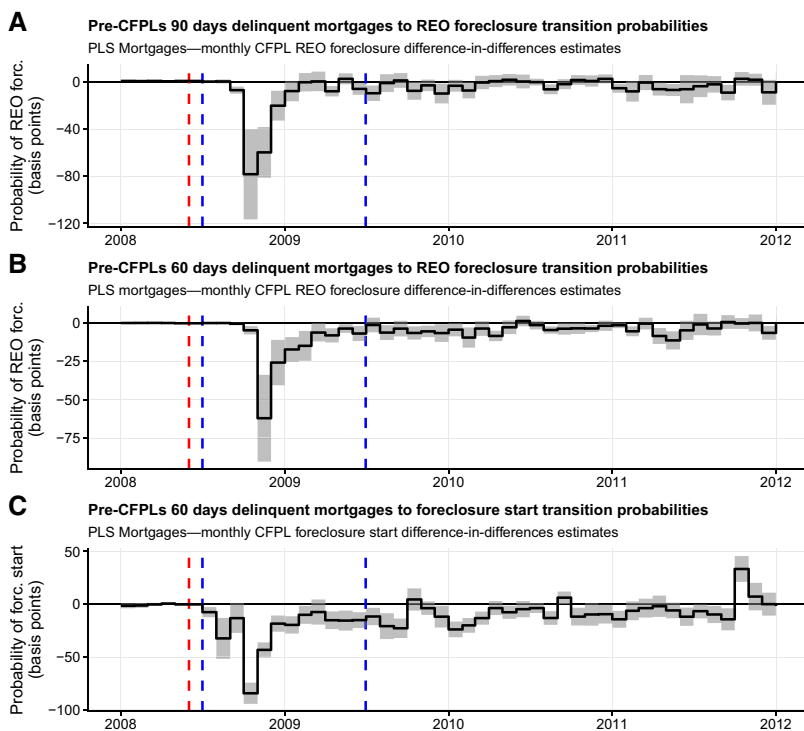 A
Pre-CFPLs 90 days delinquent mortgages to REO foreclosure transition probabilities
PLS Mortgages—monthly CFPL REO foreclosure difference-in-differences estimates
Probability of REO forc.
(basis points)
0
−40
−80
−120
2008 2009 2010 2011 2012
B
Pre-CFPLs 60 days delinquent mortgages to REO foreclosure transition probabilities
PLS mortgages—monthly CFPL REO foreclosure difference-in-differences estimates
Probability of REO forc.
(basis points)
0
−25
−50
−75
2008 2009 2010 2011 2012
C
Pre-CFPLs 60 days delinquent mortgages to foreclosure start transition probabilities
PLS Mortgages—monthly CFPL foreclosure start difference-in-differences estimates
Probability of forc. start
(basis points)
50
0
−50
−100
2008 2009 2010 2011 2012